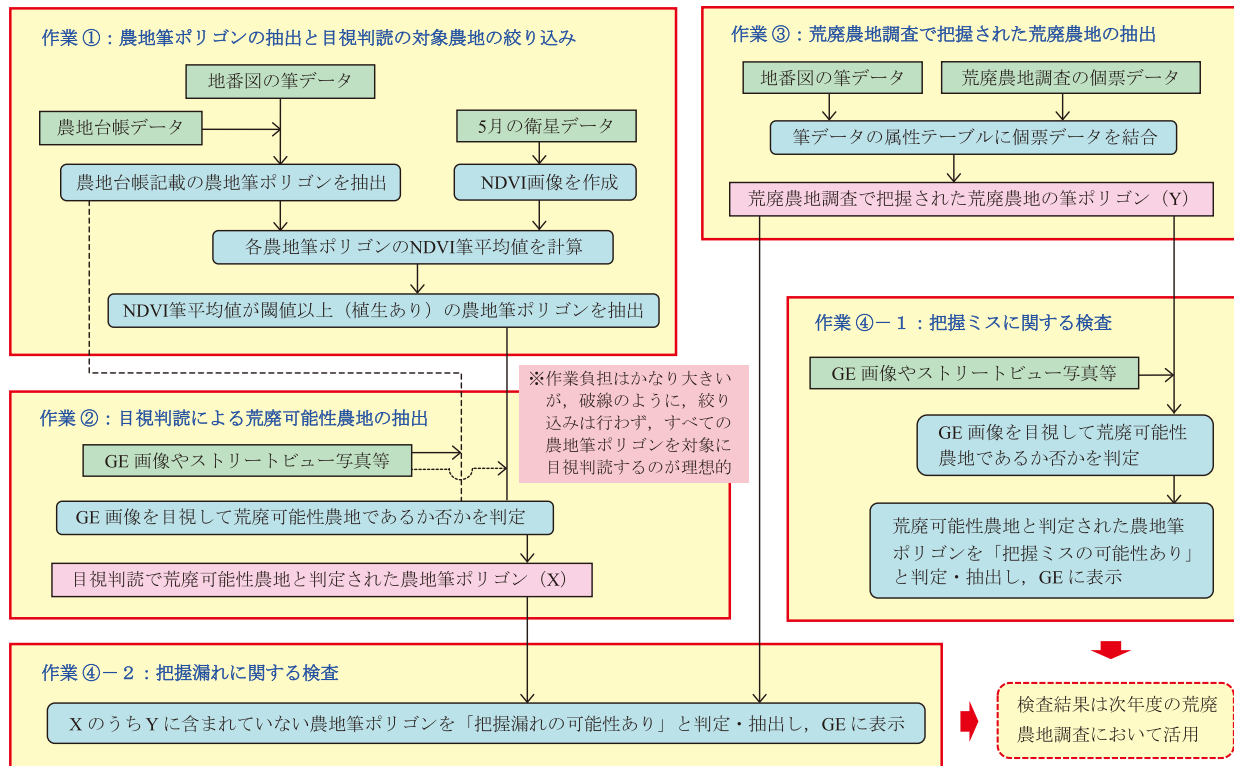 作業 ①：農地筆ポリゴンの抽出と目視判読の対象農地の絞り込み
地番図の筆データ
農地台帳データ
5月の衛星データ
農地台帳記載の農地筆ポリゴンを抽出
NDVI画像を作成
各農地筆ポリゴンのNDVI筆平均値を計算
NDVI筆平均値が閾値以上（植生あり）の農地筆ポリゴンを抽出
※作業負担はかなり大きい
が，破線のように，絞り
込みは行わず，すべての
農地筆ポリゴンを対象に
目視判読するのが理想的
作業 ②：目視判読による荒廃可能性農地の抽出
GE 画像やストリートビュー写真等
GE 画像を目視して荒廃可能性農地であるか否かを判定
目視判読で荒廃可能性農地と判定された農地筆ポリゴン（X）
作業 ③：荒廃農地調査で把握された荒廃農地の抽出
地番図の筆データ
荒廃農地調査の個票データ
筆データの属性テーブルに個票データを結合
荒廃農地調査で把握された荒廃農地の筆ポリゴン（Y）
作業 ④－1：把握ミスに関する検査
GE 画像やストリートビュー写真等
GE 画像を目視して荒廃可能性
農地であるか否かを判定
荒廃可能性農地と判定された農地筆
ポリゴンを「把握ミスの可能性あり」
と判定・抽出し，GE に表示
作業 ④－２：把握漏れに関する検査
X のうち Y に含まれていない農地筆ポリゴンを「把握漏れの可能性あり」と判定・抽出し，GE に表示
検査結果は次年度の荒廃
農地調査において活用